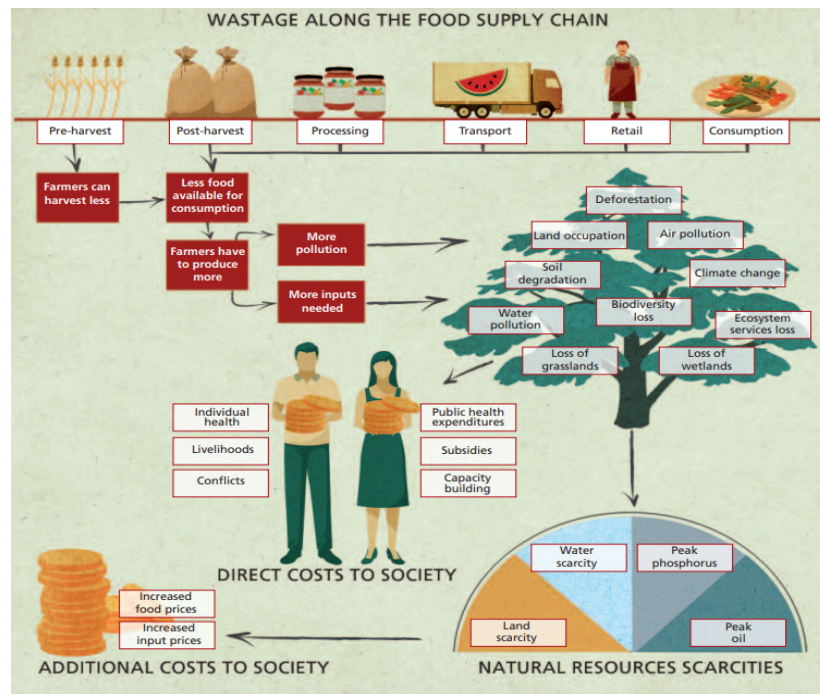 WASTAGE ALONG THE FOOD SUPPLY CHAIN
Pre-harvest
Post-harvest
Processing
Transport
Retail
Consumption
Farmers can
harvest less
Less food
available for
consumption
Farmers have
to produce
more
More
pollution
More inputs
needed
Deforestation
Land occupation
Air pollution
Soil
degradation
Climate change
Biodiversity
loss
Water
pollution
Ecosystem
services loss
Loss of
grasslands
Loss of
wetlands
Individual
health
Livelihoods
Conflicts
Public health
expenditures
Subsidies
Capacity
building
DIRECT COSTS TO SOCIETY
Water
scarcity
Peak
phosphorus
Land
scarcity
Peak
oil
NATURAL RESOURCES SCARCITIES
Increased
food prices
Increased
input prices
ADDITIONAL COSTS TO SOCIETY